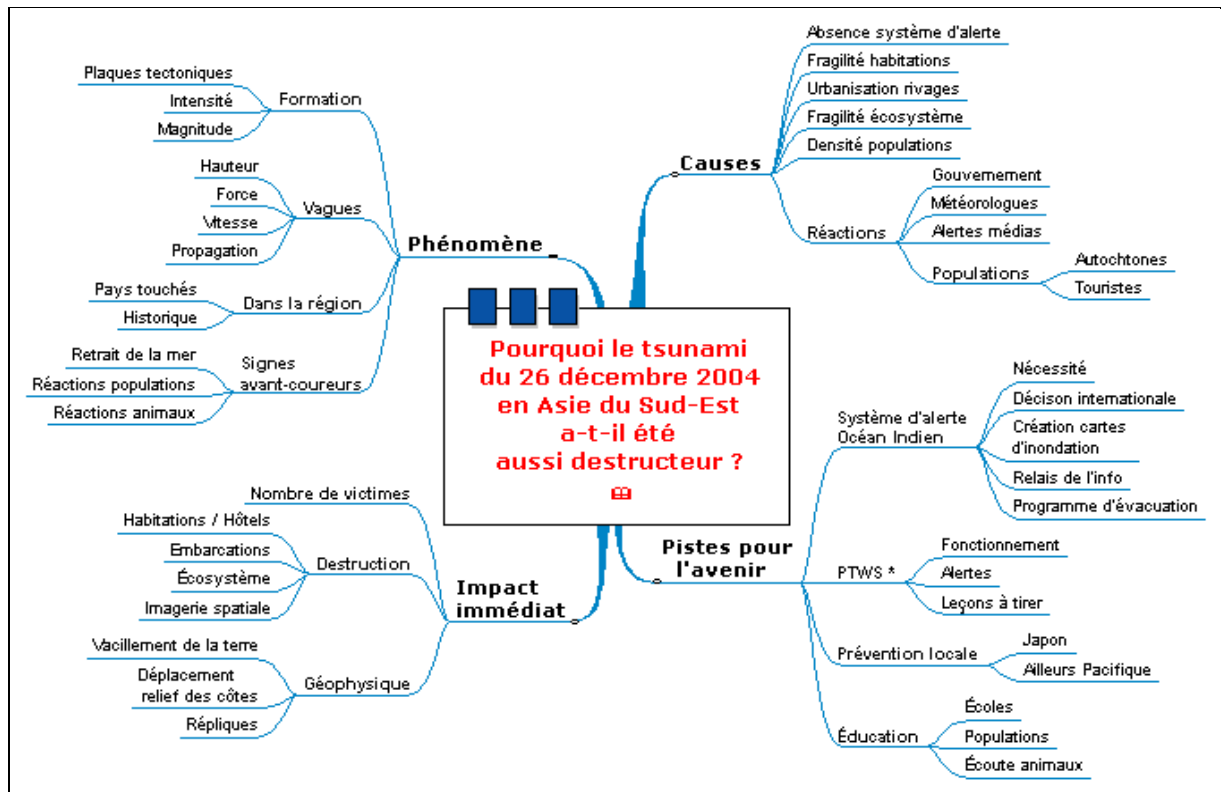 Pourquoi le tsunami
du 26 décembre 2004
en Asie du Sud-Est
a-t-il été
aussi destructeur ?
Phénomène
Formation
Plaques tectoniques
Intensité
Magnitude
Vagues
Hauteur
Force
Vitesse
Propagation
Dans la région
Pays touchés
Historique
Signes
avant-coureurs
Retrait de la mer
Réactions populations
Réactions animaux
Causes
Absence système d'alerte
Fragilité habitations
Urbanisation rivages
Fragilité écosystème
Densité populations
Réactions
Gouvernement
Météorologues
Alertes médias
Populations
Autochtones
Touristes
Impact
immédiat
Nombre de victimes
Destruction
Habitations / Hôtels
Embarcations
Écosystème
Imagerie spatiale
Géophysique
Vacillement de la terre
Déplacement
relief des côtes
Répliques
Pistes pour
l'avenir
Système d'alerte
Océan Indien
Nécessité
Décison internationale
Création cartes
d'inondation
Relais de l'info
Programme d'évacuation
PTWS *
Fonctionnement
Alertes
Leçons à tirer
Prévention locale
Japon
Ailleurs Pacifique
Éducation
Écoles
Populations
Écoute animaux